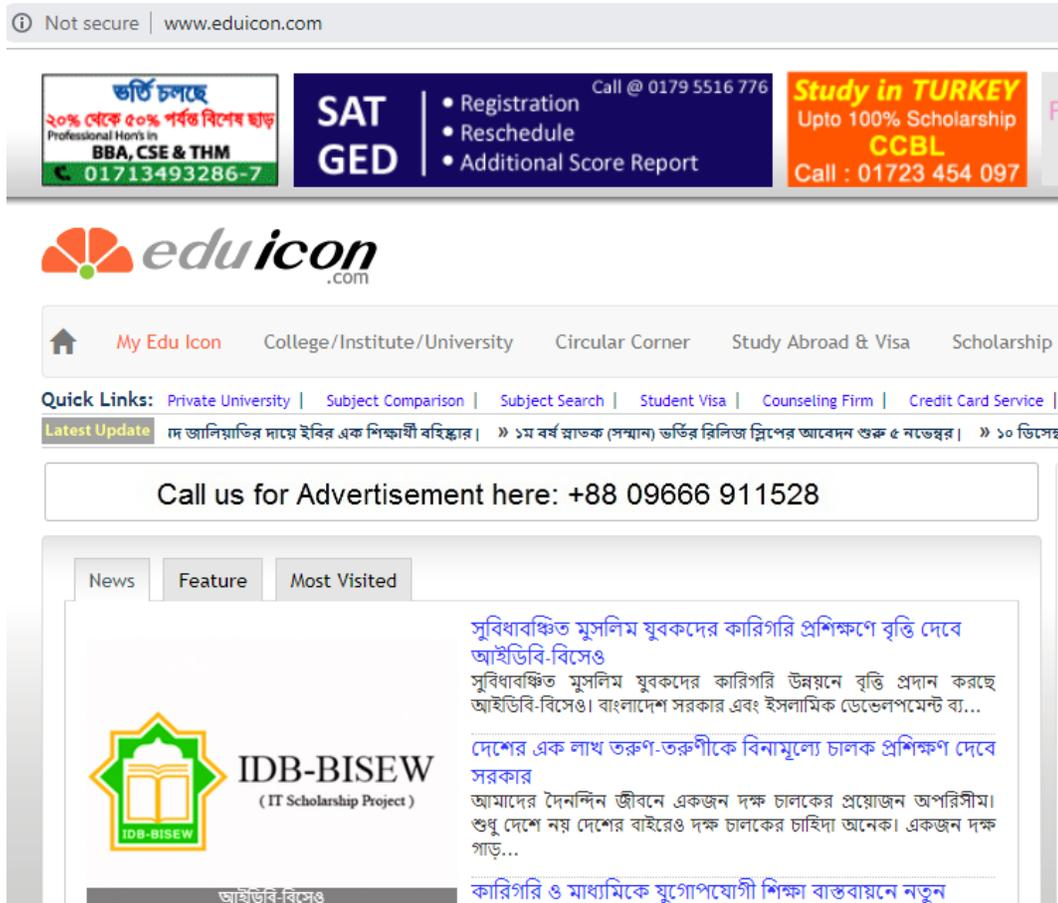 Not secure | www.eduicon.com
ভর্তি চলছে
২০% থেকে ৫০% পর্যন্ত বিশেষ ছাড়
Professional Hon's in
BBA, CSE & THM
01713493286-7
Call @ 0179 5516 776
SAT
GED
• Registration
• Reschedule
• Additional Score Report
Study in TURKEY
Upto 100% Scholarship
CCBL
Call : 01723 454 097
eduicon
.com
My Edu Icon College/Institute/University Circular Corner Study Abroad & Visa Scholarship
Quick Links: Private University | Subject Comparison | Subject Search | Student Visa | Counseling Firm | Credit Card Service |
Latest Update জালিয়াতির দায়ে ইবির এক শিক্ষার্থী বহিষ্কার। » ১ম বর্ষ স্নাতক (সম্মান) ভর্তির রিলিজ স্লিপের আবেদন শুরু ৫ নভেম্বর। » ১০
Call us for Advertisement here: +88 09666 911528
News Feature Most Visited
সুবিধাবঞ্চিত মুসলিম যুবকদের কারিগরি প্রশিক্ষণে বৃত্তি দেবে
আইডিবি-বিসেও
সুবিধাবঞ্চিত মুসলিম যুবকদের কারিগরি উন্নয়নে বৃত্তি প্রদান করছে
আইডিবি-বিসেও। বাংলাদেশ সরকার এবং ইসলামিক ডেভেলপমেন্ট ব্য...
দেশের এক লাখ তরুণ-তরুণীকে বিনামূল্যে চালক প্রশিক্ষণ দেবে
সরকার
আমাদের দৈনন্দিন জীবনে একজন দক্ষ চালকের প্রয়োজন অপরিসীম।
শুধু দেশে নয় দেশের বাইরেও দক্ষ চালকের চাহিদা অনেক। একজন দক্ষ
গাড়...
কারিগরি ও মাধ্যমিকে যুগোপযোগী শিক্ষা বাস্তবায়নে নতুন
IDB-BISEW
( IT Scholarship Project )
IDB-BISEW
আইডিবি-বিসেও